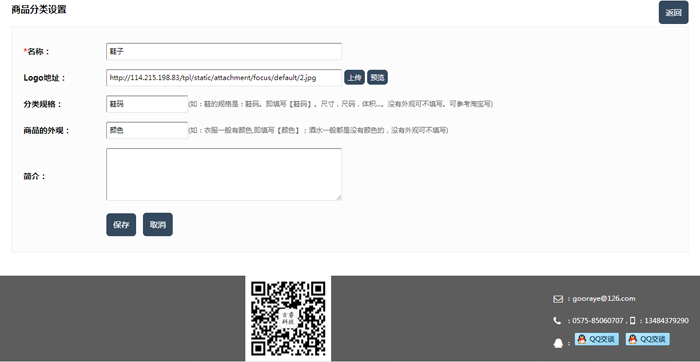 商品分类设置
返回
*名称：
鞋子
Logo地址：
http://114.215.198.83/tpl/static/attachment/focus/default/2.jpg
上传 预览
分类规格：
鞋码
(如：鞋的规格是：鞋码。即填写【鞋码】。尺寸，尺码，体积...。没有外观可不填写。可参考淘宝写)
商品的外观：
颜色
(如：衣服一般有颜色,即填写【颜色】；酒水一般都是没有颜色的，没有外观可不填写)
简介：
保存 取消
古睿
科技
：gooraye@126.com
：0575-85060707，：13484379290
：QQ交谈 QQ交谈